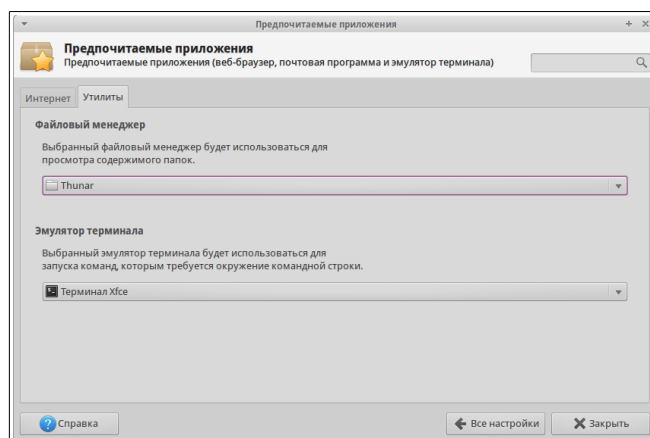 Предпочитаемые приложения
Предпочитаемые приложения
Предпочитаемые приложения (веб-браузер, почтовая программа и эмулятор терминала)
Интернет Утилиты
Файловый менеджер
Выбранный файловый менеджер будет использоваться для
просмотра содержимого папок.
Thunar
Эмулятор терминала
Выбранный эмулятор терминала будет использоваться для
запуска команд, которым требуется окружение командной строки.
Терминал Xfce
Справка Все настройки Закрыть